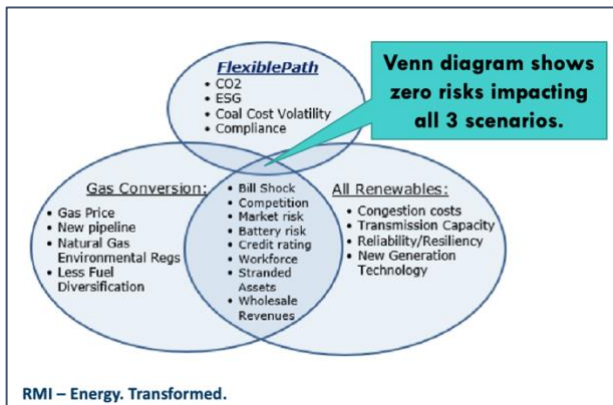 FlexiblePath
• CO2
• ESG
• Coal Cost Volatility
• Compliance
Venn diagram shows
zero risks impacting
all 3 scenarios.
Gas Conversion:
• Gas Price
• New pipeline
• Natural Gas
Environmental Regs
• Less Fuel
Diversification
• Bill Shock
• Competition
• Market risk
• Battery risk
• Credit rating
• Workforce
• Stranded
Assets
• Wholesale
Revenues
All Renewables:
• Congestion costs
• Transmission Capacity
• Reliability/Resiliency
• New Generation
Technology
RMI – Energy. Transformed.